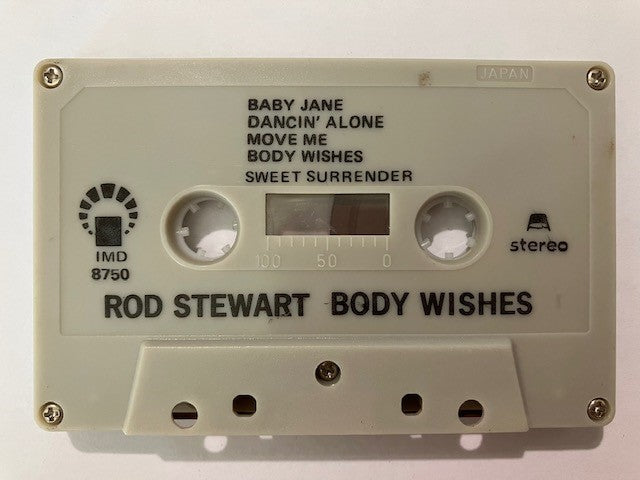 JAPAN
BABY JANE
DANCIN' ALONE
MOVE ME
BODY WISHES
SWEET SURRENDER
IMD
8750
100 50 0
stereo
ROD STEWART BODY WISHES